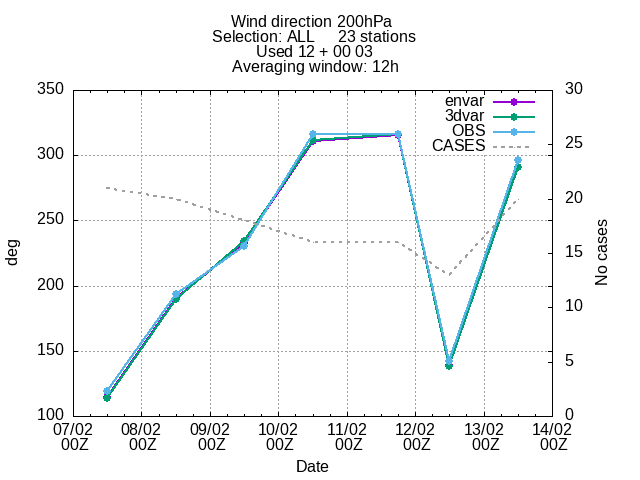 Wind direction 200hPa
Selection: ALL 23 stations
Used 12 + 00 03
Averaging window: 12h
envar
3dvar
OBS
CASES
350
300
250
200
150
100
deg
30
25
20
15
10
5
0
No cases
07/02 08/02 09/02 10/02 11/02 12/02 13/02 14/02
00Z 00Z 00Z 00Z 00Z 00Z 00Z 00Z
Date